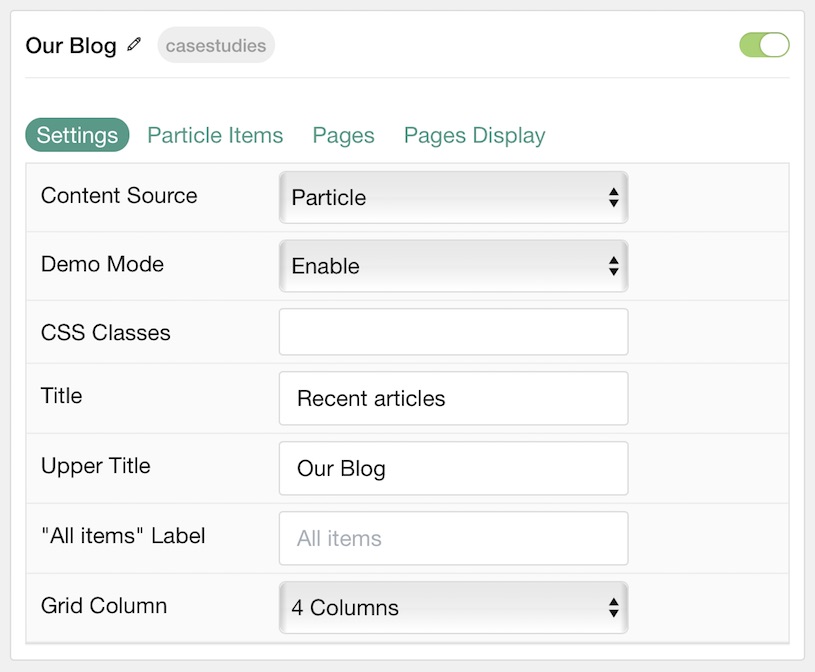 Our Blog casestudies
Settings Particle Items Pages Pages Display
Content Source Particle
Demo Mode Enable
CSS Classes
Title Recent articles
Upper Title Our Blog
"All items" Label All items
Grid Column 4 Columns